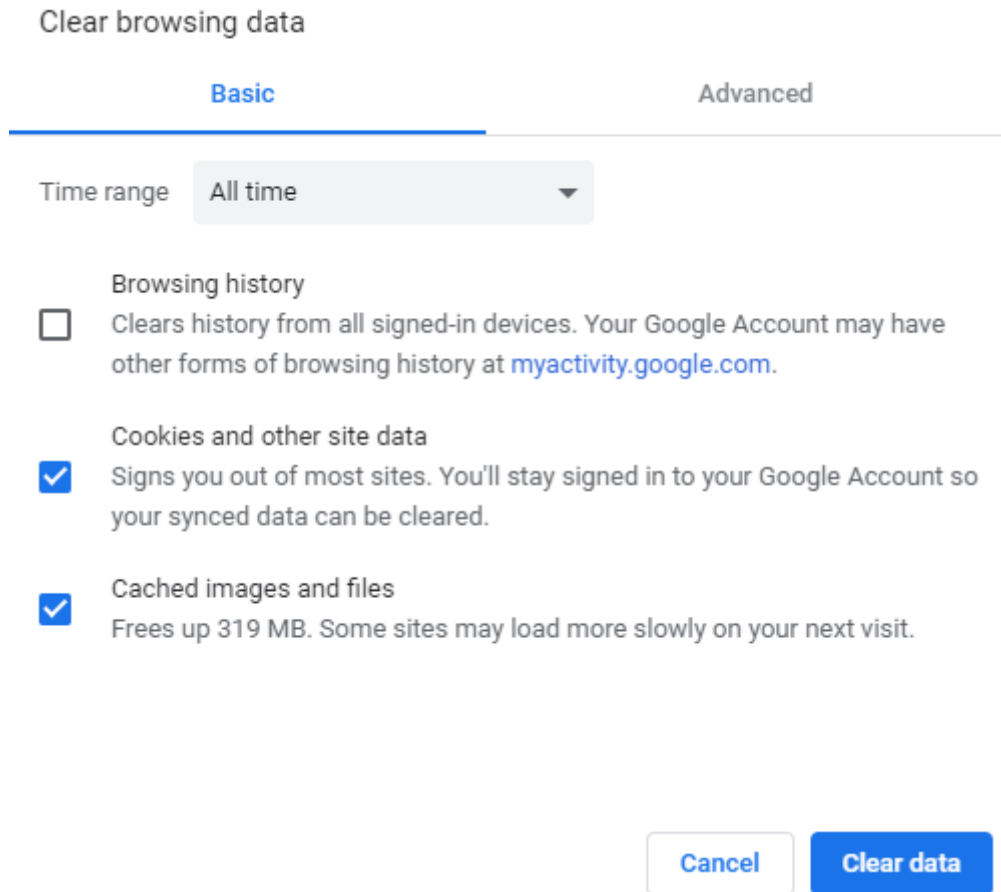 Clear browsing data
Basic
Advanced
Time range
All time
Browsing history
Clears history from all signed-in devices. Your Google Account may have
other forms of browsing history at myactivity.google.com.
Cookies and other site data
Signs you out of most sites. You'll stay signed in to your Google Account so
your synced data can be cleared.
Cached images and files
Frees up 319 MB. Some sites may load more slowly on your next visit.
Cancel
Clear data